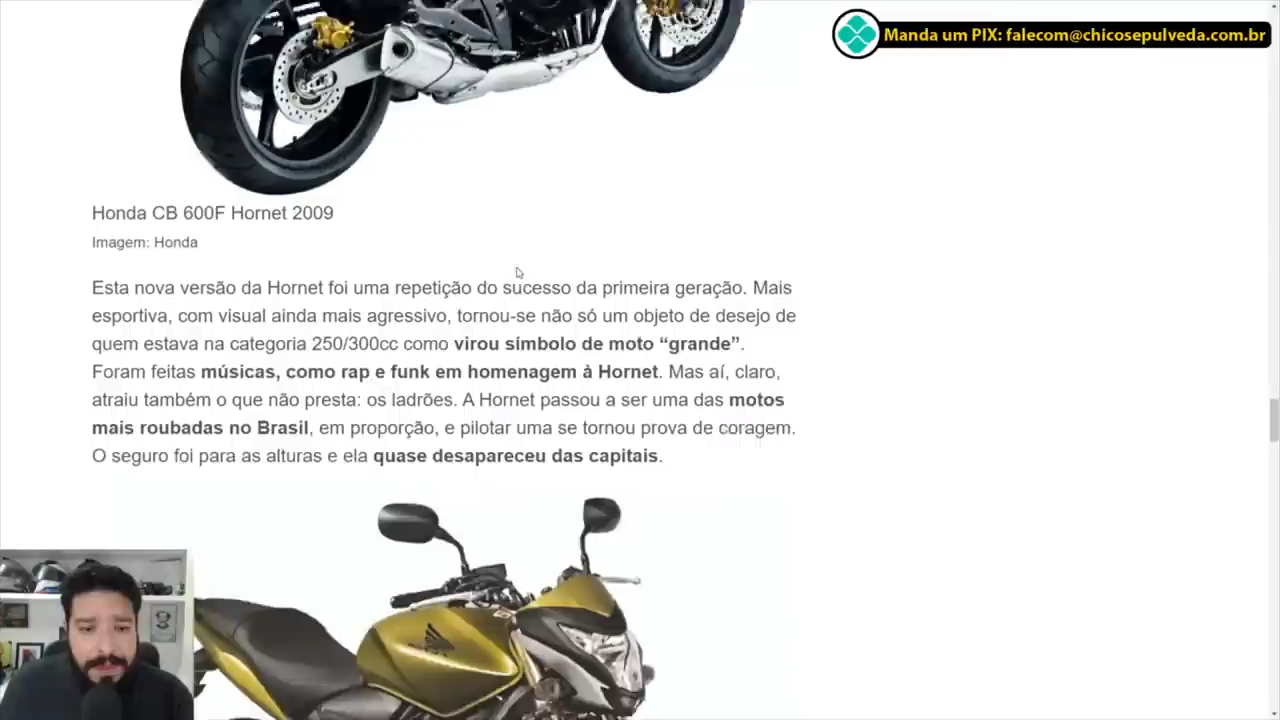 Manda um PIX: falecom@chicosepulveda.com.br
Honda CB 600F Hornet 2009
Imagem: Honda
Esta nova versão da Hornet foi uma repetição do sucesso da primeira geração. Mais
esportiva, com visual ainda mais agressivo, tornou-se não só um objeto de desejo de
quem estava na categoria 250/300cc como virou símbolo de moto “grande”.
Foram feitas músicas, como rap e funk em homenagem à Hornet. Mas aí, claro,
atraiu também o que não presta: os ladrões. A Hornet passou a ser uma das motos
mais roubadas no Brasil, em proporção, e pilotar uma se tornou prova de coragem.
O seguro foi para as alturas e ela quase desapareceu das capitais.